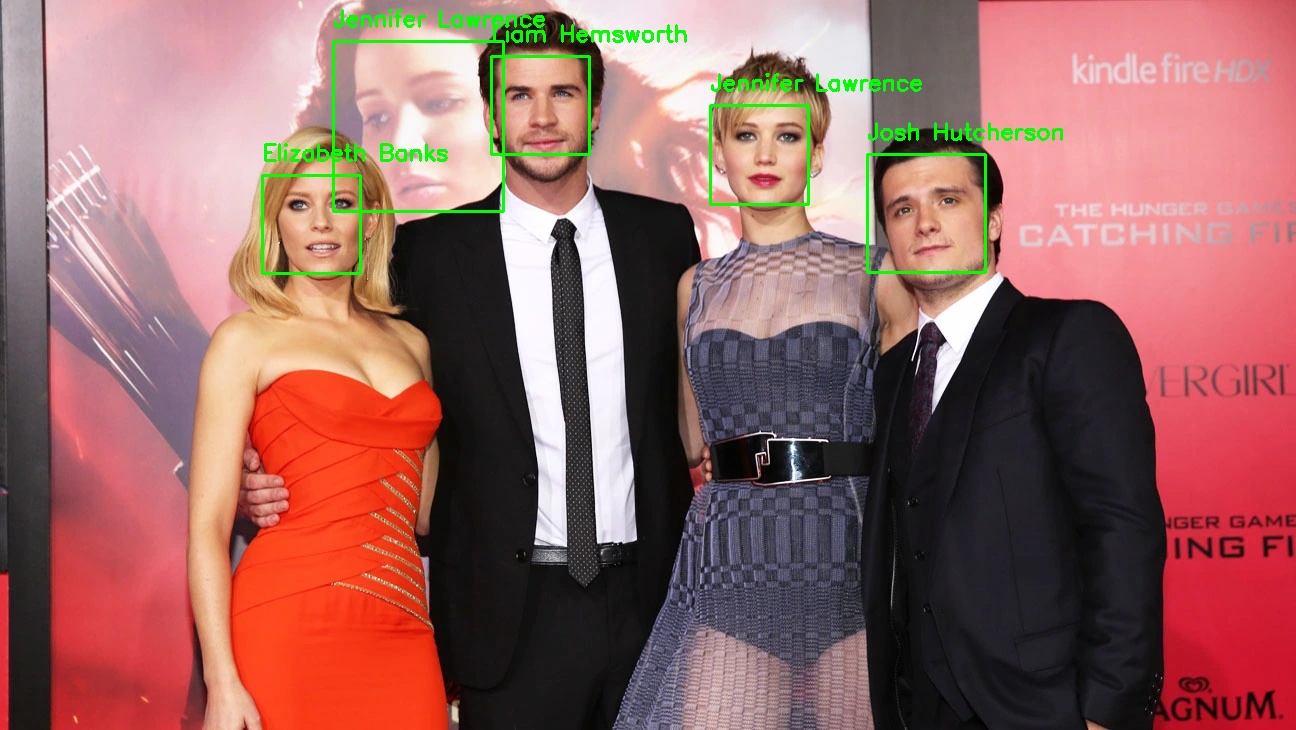 Jennifer Lawrence
Liam Hemsworth
kindle fire HDX
Jennifer Lawrence
Josh Hutcherson
Elizabeth Banks
THE HUNGER GAMES
CATCHING FIR
VERGIRL
NGER GAME
ING FI
AGNUM.